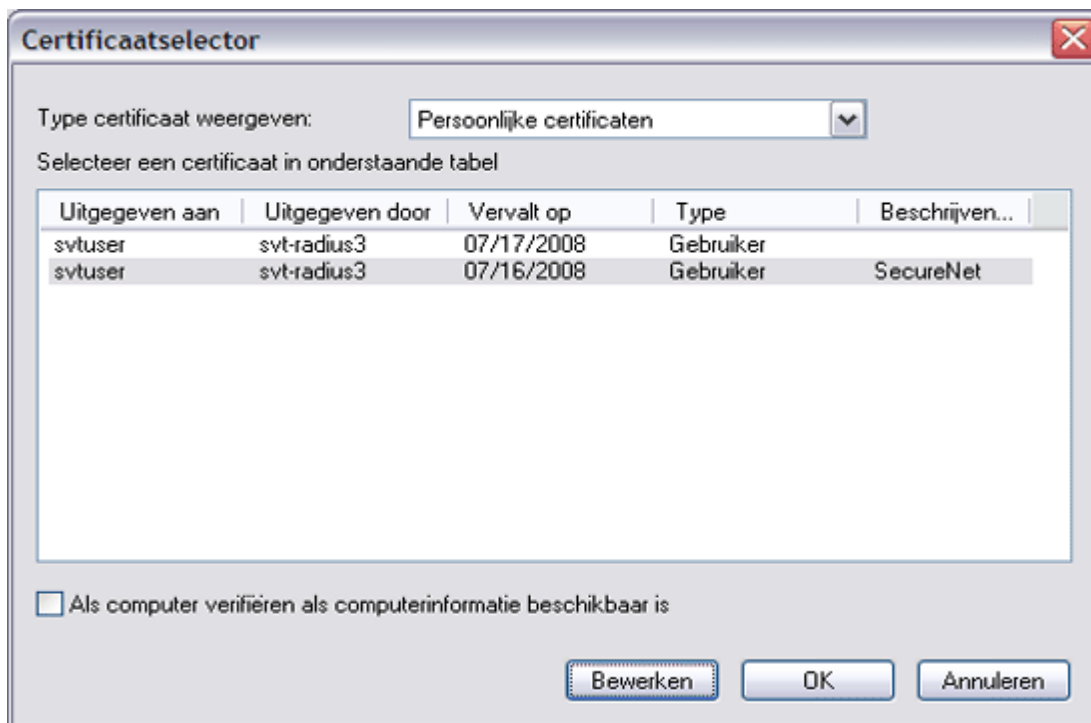 Certificaatselector
Type certificaat weergeven: Persoonlijke certificaten
Selecteer een certificaat in onderstaande tabel
Uitgegeven aan Uitgegeven door Vervalt op Type Beschrijven...
svtuser svt-radius3 07/17/2008 Gebruiker
svtuser svt-radius3 07/16/2008 Gebruiker SecureNet
Als computer verifiëren als computerinformatie beschikbaar is
Bewerken OK Annuleren